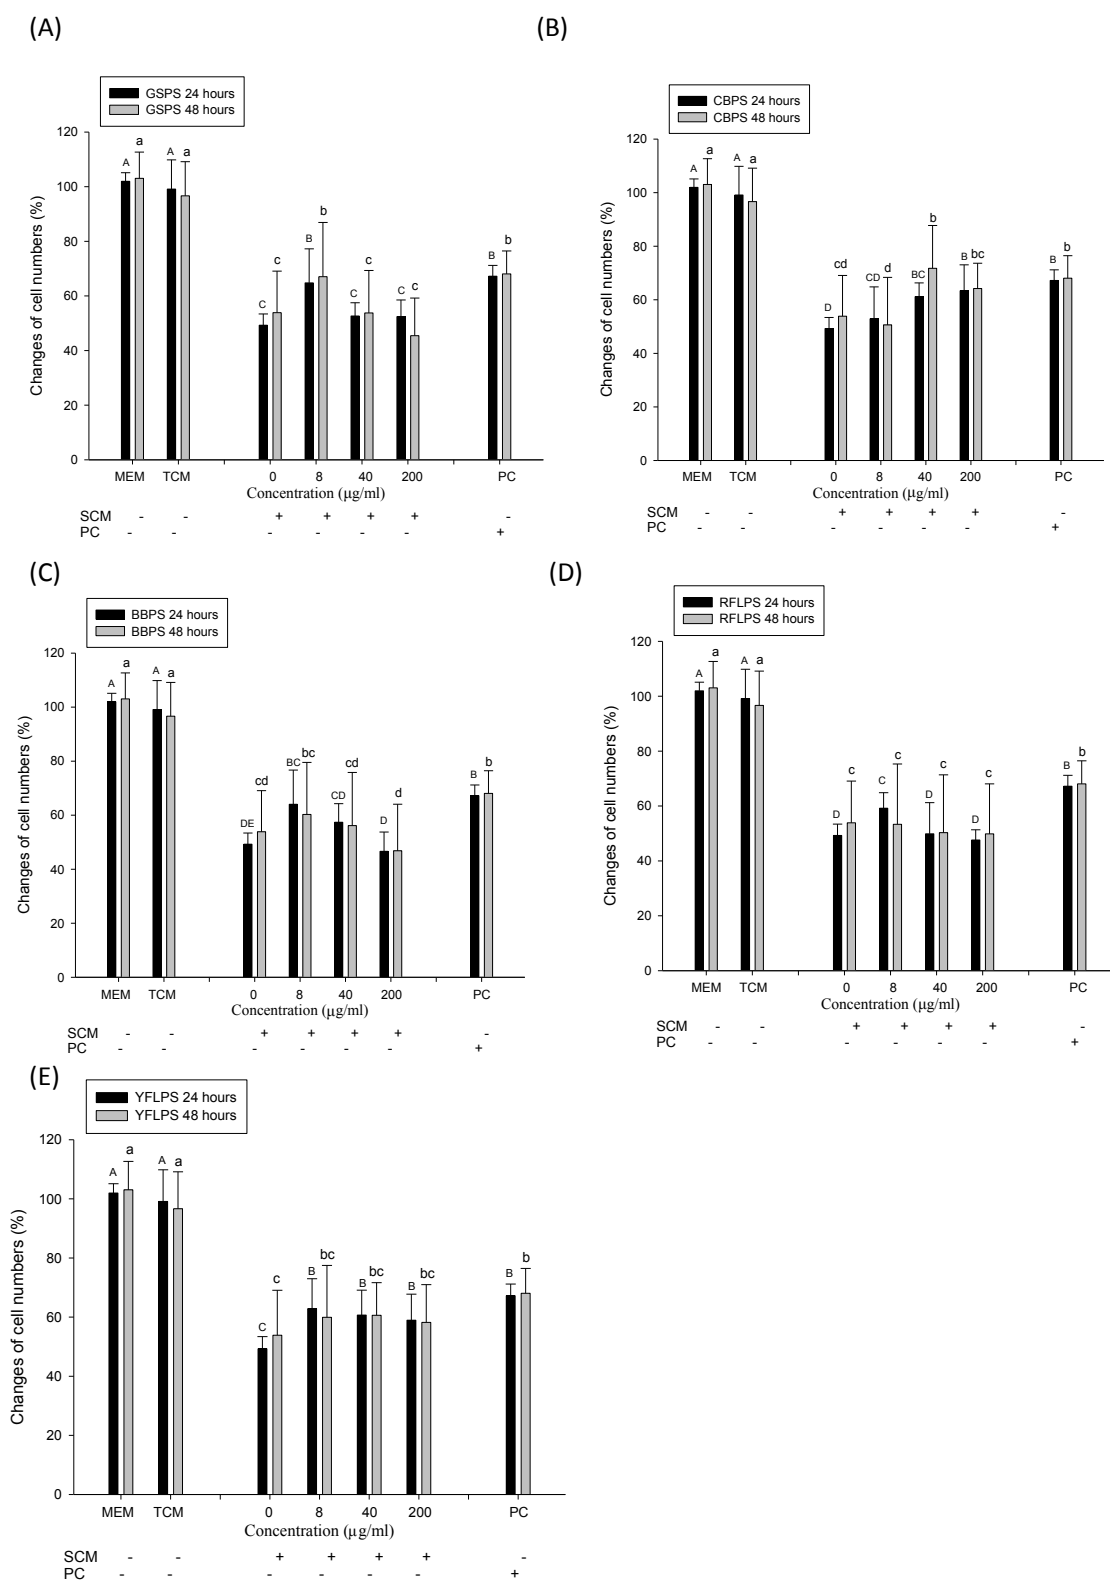 (A)
GSPS 24 hours
GSPS 48 hours
Changes of cell numbers (%)
120
100
80
60
40
20
0
A a A a C c B b C c C c B b
MEM TCM 0 8 40 200 PC
Concentration (µg/ml)
SCM - - + + + + -
PC - - - - - - +
(B)
CBPS 24 hours
CBPS 48 hours
Changes of cell numbers (%)
120
100
80
60
40
20
0
A a A a D cd CD d BC b B bc B b
MEM TCM 0 8 40 200 PC
Concentration (µg/ml)
SCM - - + + + + -
PC - - - - - - +
(C)
BBPS 24 hours
BBPS 48 hours
Changes of cell numbers (%)
120
100
80
60
40
20
0
A a A a DE cd BC bc CD cd D d B b
MEM TCM 0 8 40 200 PC
Concentration (µg/ml)
SCM - - + + + + -
PC - - - - - - +
(D)
RFLPS 24 hours
RFLPS 48 hours
Changes of cell numbers (%)
120
100
80
60
40
20
0
A a A a D c C c D c D c B b
MEM TCM 0 8 40 200 PC
Concentration (µg/ml)
SCM - - + + + + -
PC - - - - - - +
(E)
YFLPS 24 hours
YFLPS 48 hours
Changes of cell numbers (%)
120
100
80
60
40
20
0
A a A a C c B bc B bc B bc B b
MEM TCM 0 8 40 200 PC
Concentration (µg/ml)
SCM - - + + + + -
PC - - - - - - +